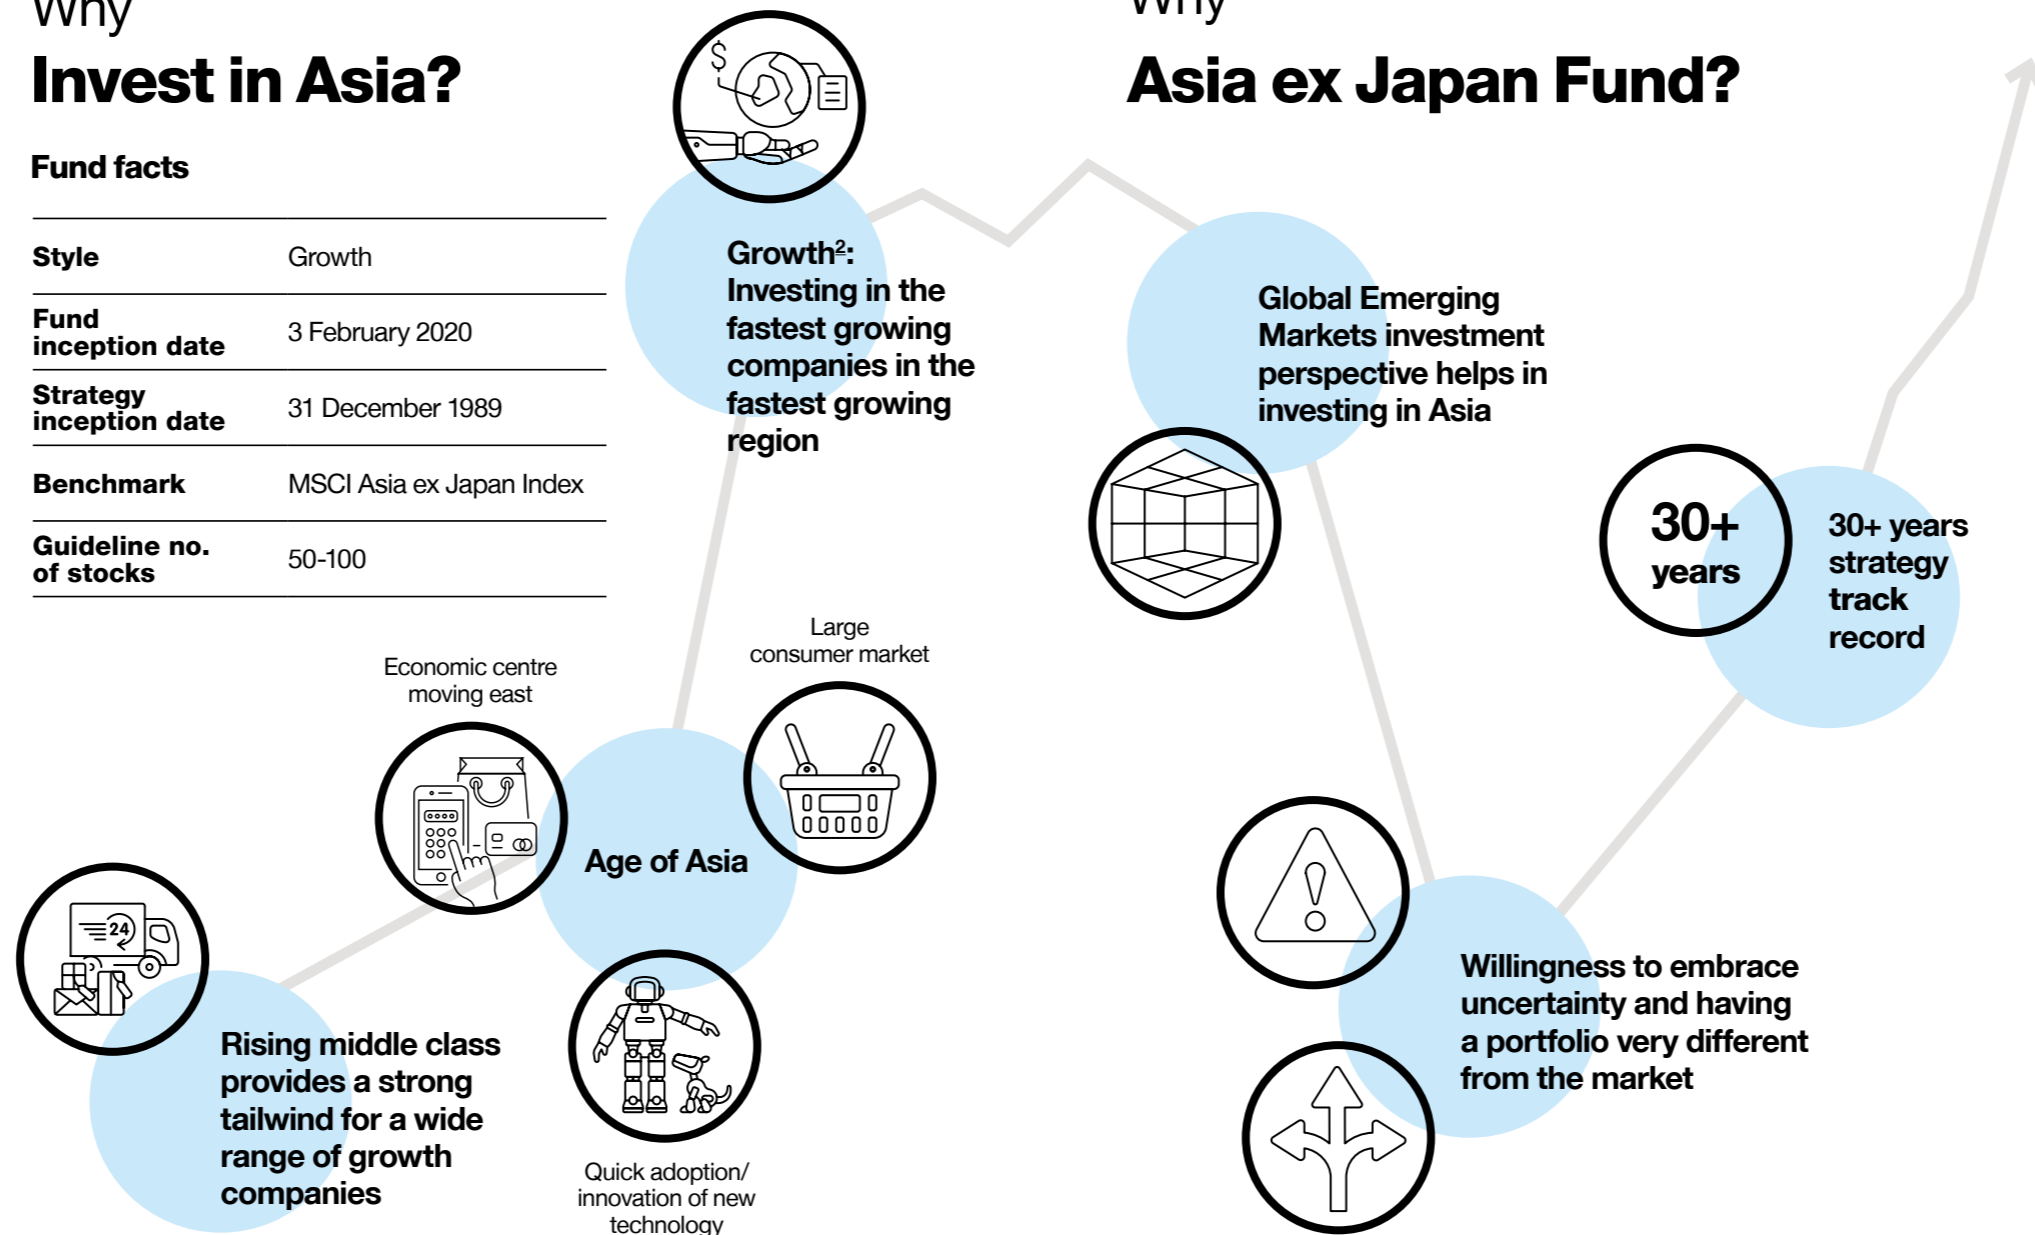 Why
Invest in Asia?
Fund facts
Style Growth
Fund
inception date 3 February 2020
Strategy
inception date 31 December 1989
Benchmark MSCI Asia ex Japan Index
Guideline no.
of stocks 50-100
$
Growth²:
Investing in the
fastest growing
companies in the
fastest growing
region
Economic centre
moving east
Large
consumer market
Age of Asia
24
Rising middle class
provides a strong
tailwind for a wide
range of growth
companies
Quick adoption/
innovation of new
technology
Why
Asia ex Japan Fund?
Global Emerging
Markets investment
perspective helps in
investing in Asia
30+
years
30+ years
strategy
track
record
Willingness to embrace
uncertainty and having
a portfolio very different
from the market